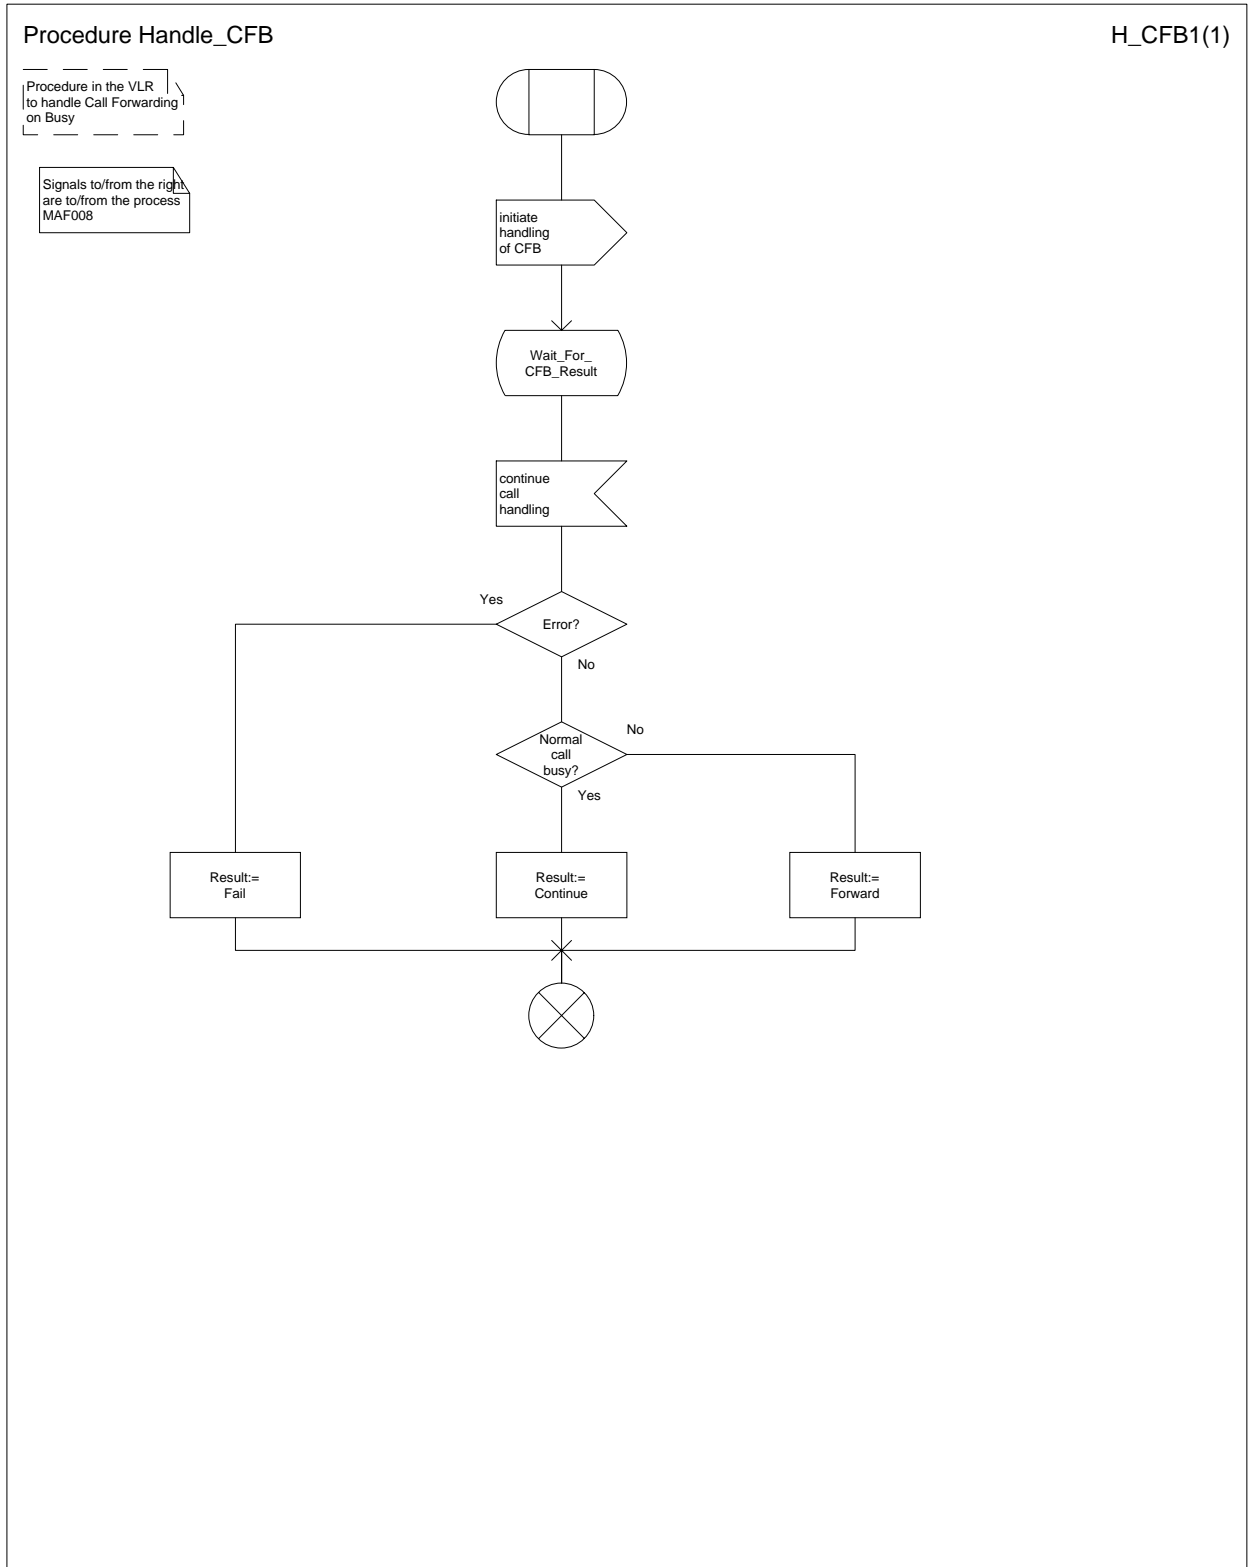 Procedure Handle_CFB
H_CFB1(1)
Procedure in the VLR
to handle Call Forwarding
on Busy
Signals to/from the right
are to/from the process
MAF008
initiate
handling
of CFB
Wait_For_
CFB_Result
continue
call
handling
Yes
Error?
No
No
Normal
call
busy?
Yes
Result:=
Fail
Result:=
Continue
Result:=
Forward